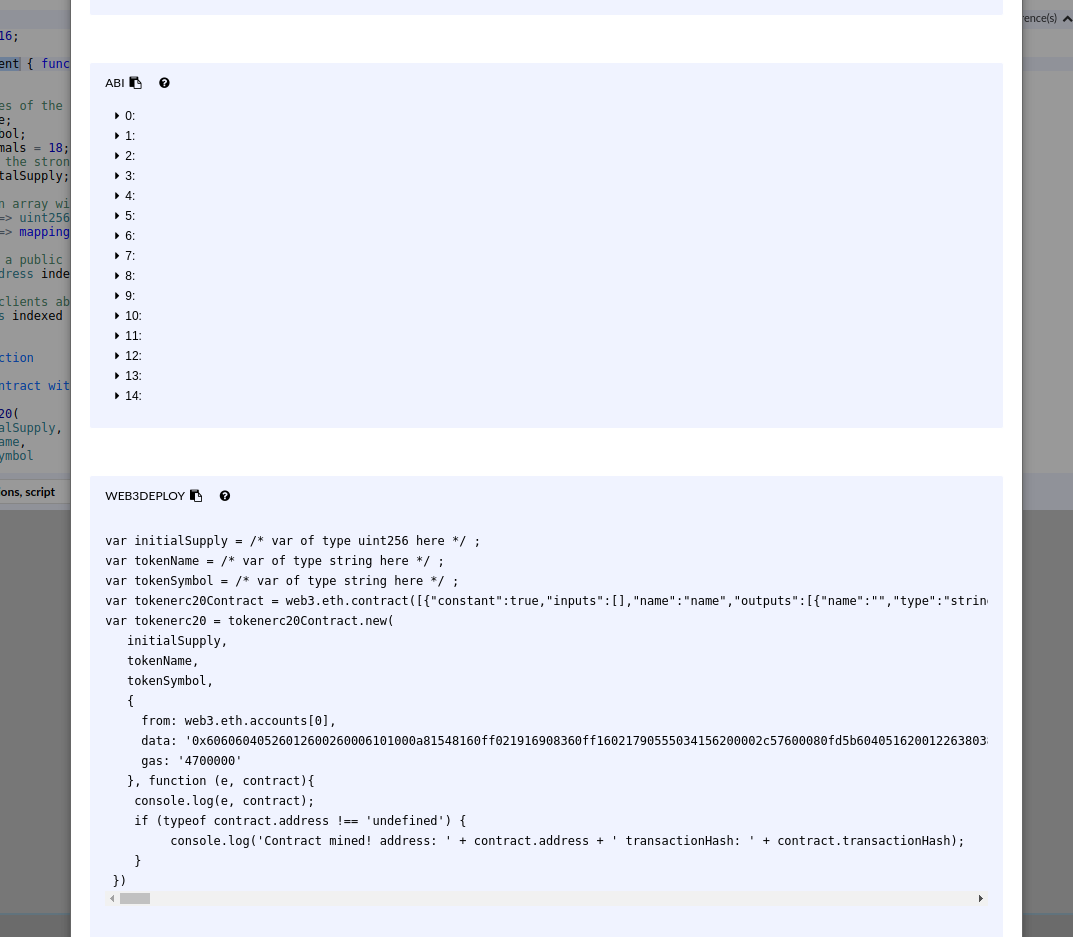 rence(s)
16;
ent { func
es of the
e;
bol;
mals = 18;
the stron
talSupply;
n array wi
=> uint256
=> mapping
a public
dress inde
clients ab
s indexed
ction
ntract wit
20(
alSupply,
ame,
ymbol
ons, script
ABI
0:
1:
2:
3:
4:
5:
6:
7:
8:
9:
10:
11:
12:
13:
14:
WEB3DEPLOY
var initialSupply = /* var of type uint256 here */ ;
var tokenName = /* var of type string here */ ;
var tokenSymbol = /* var of type string here */ ;
var tokenerc20Contract = web3.eth.contract([{"constant":true,"inputs":[],"name":"name","outputs":[{"name":"","type":"strin
var tokenerc20 = tokenerc20Contract.new(
initialSupply,
tokenName,
tokenSymbol,
{
from: web3.eth.accounts[0],
data: '0x60606040526012600260006101000a81548160ff021916908360ff16021790555034156200002c57600080fd5b604051620012263803
gas: '4700000'
}, function (e, contract){
console.log(e, contract);
if (typeof contract.address !== 'undefined') {
console.log('Contract mined! address: ' + contract.address + ' transactionHash: ' + contract.transactionHash);
}
})